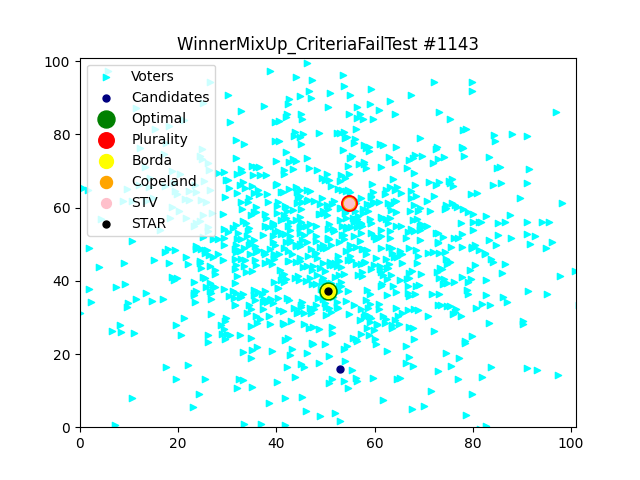 WinnerMixUp_CriteriaFailTest #1143
100
80
60
40
20
0
0 20 40 60 80 100
Voters
Candidates
Optimal
Plurality
Borda
Copeland
STV
STAR